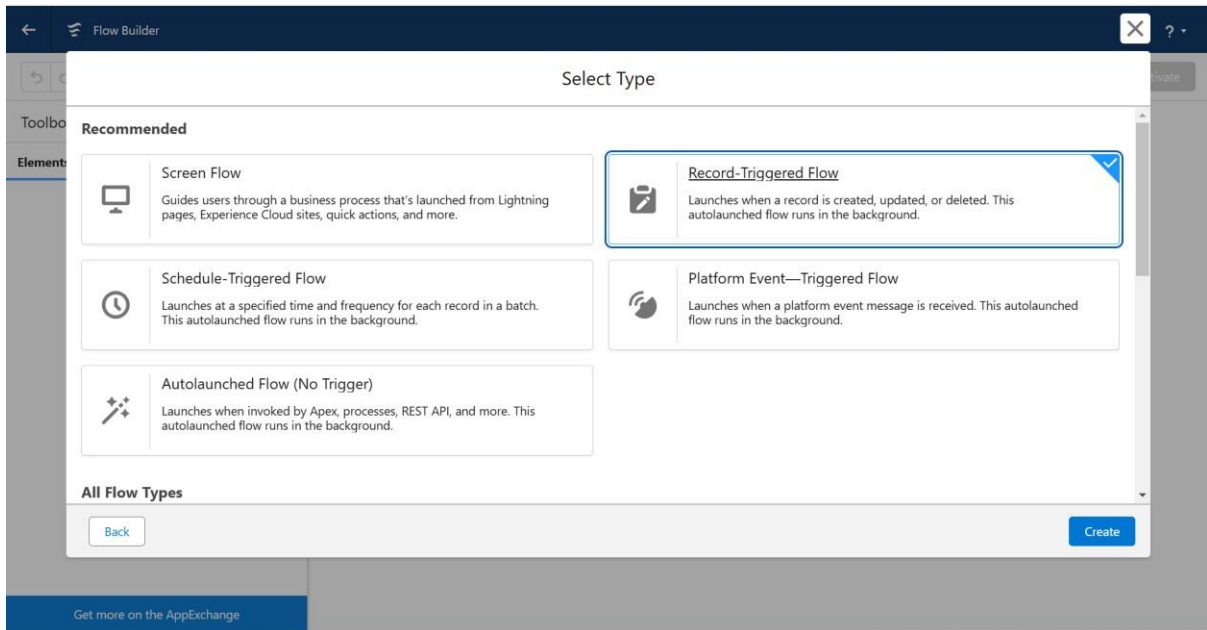 Flow Builder
?
Select Type
Toolbo
Elements
Recommended
Screen Flow
Guides users through a business process that's launched from Lightning
pages, Experience Cloud sites, quick actions, and more.
Record-Triggered Flow
Launches when a record is created, updated, or deleted. This
autolaunched flow runs in the background.
Schedule-Triggered Flow
Launches at a specified time and frequency for each record in a batch.
This autolaunched flow runs in the background.
Platform Event—Triggered Flow
Launches when a platform event message is received. This autolaunched
flow runs in the background.
Autolaunched Flow (No Trigger)
Launches when invoked by Apex, processes, REST API, and more. This
autolaunched flow runs in the background.
All Flow Types
Back
Create
tivate
Get more on the AppExchange